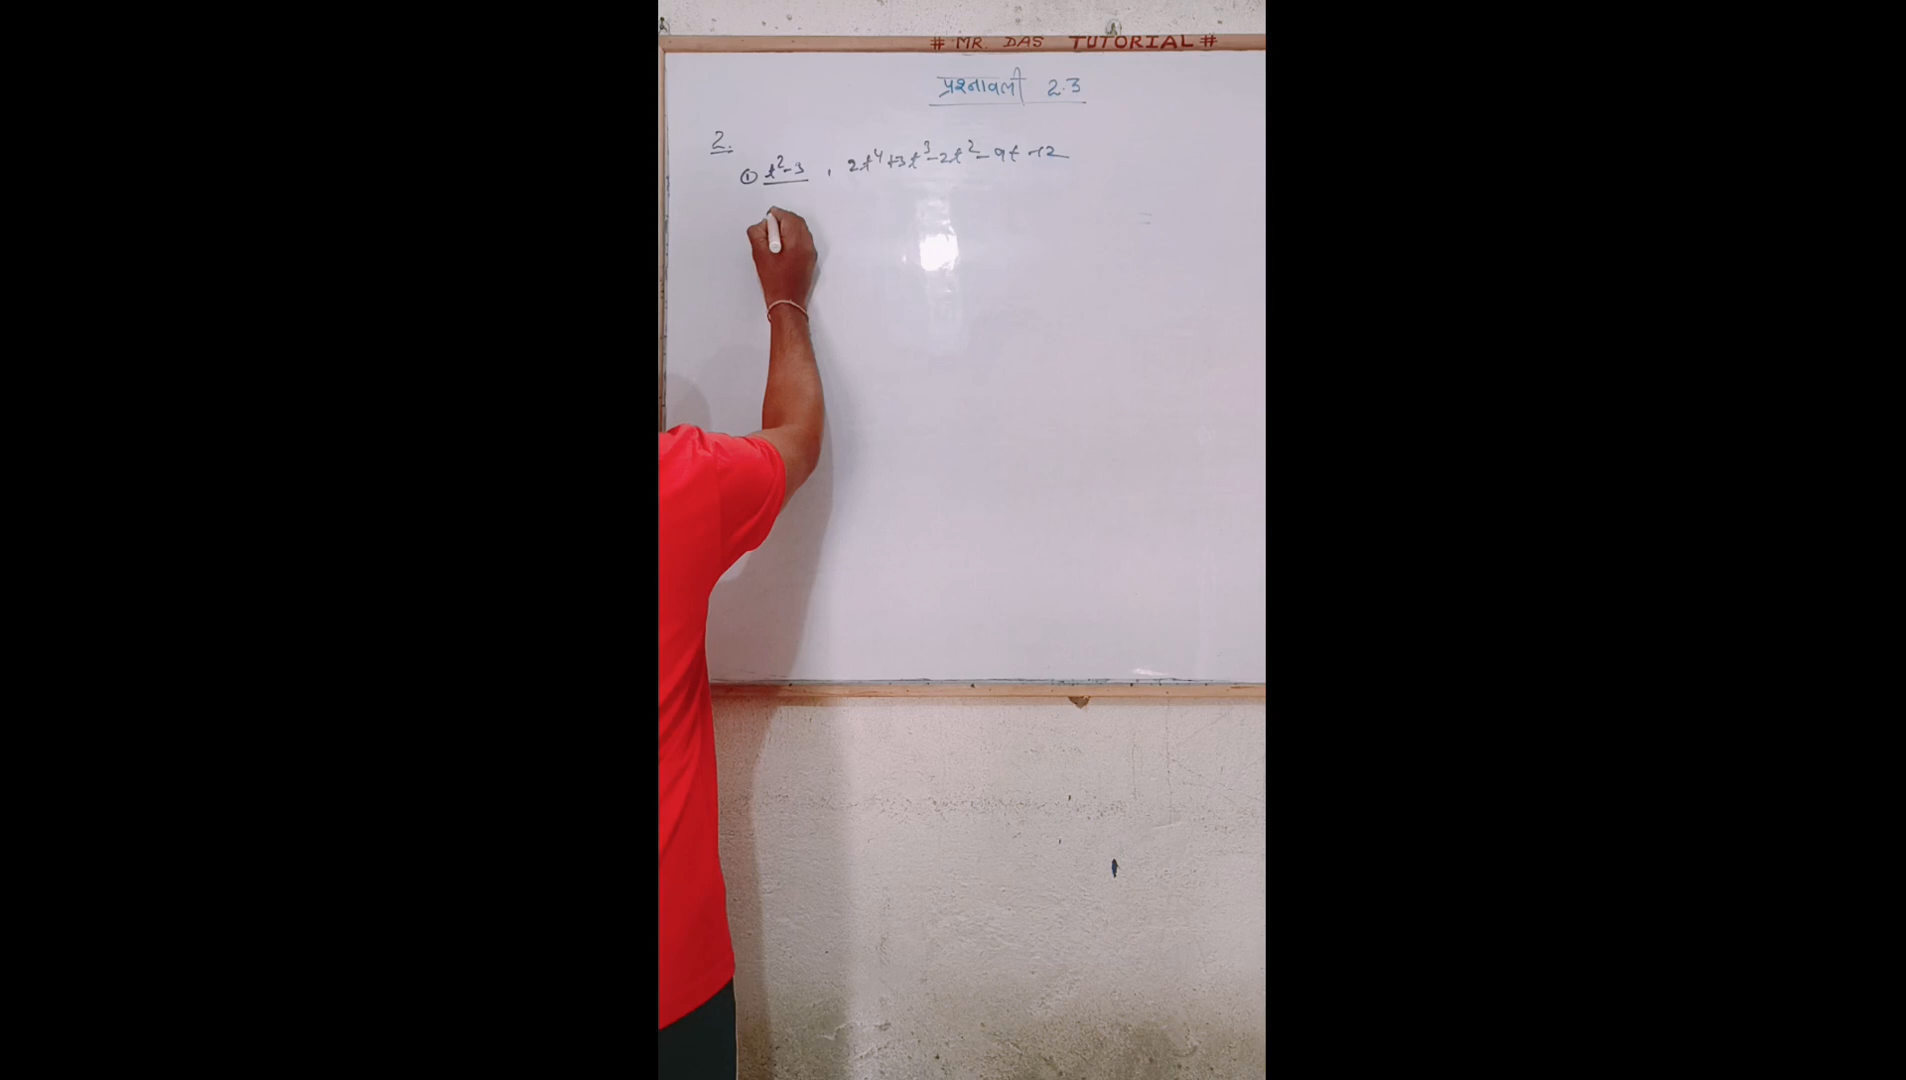 # MR. DAS TUTORIAL #
प्रश्नावली 2.3
2.
① t²-3 , 2t⁴+3t³-2t²-9t-12